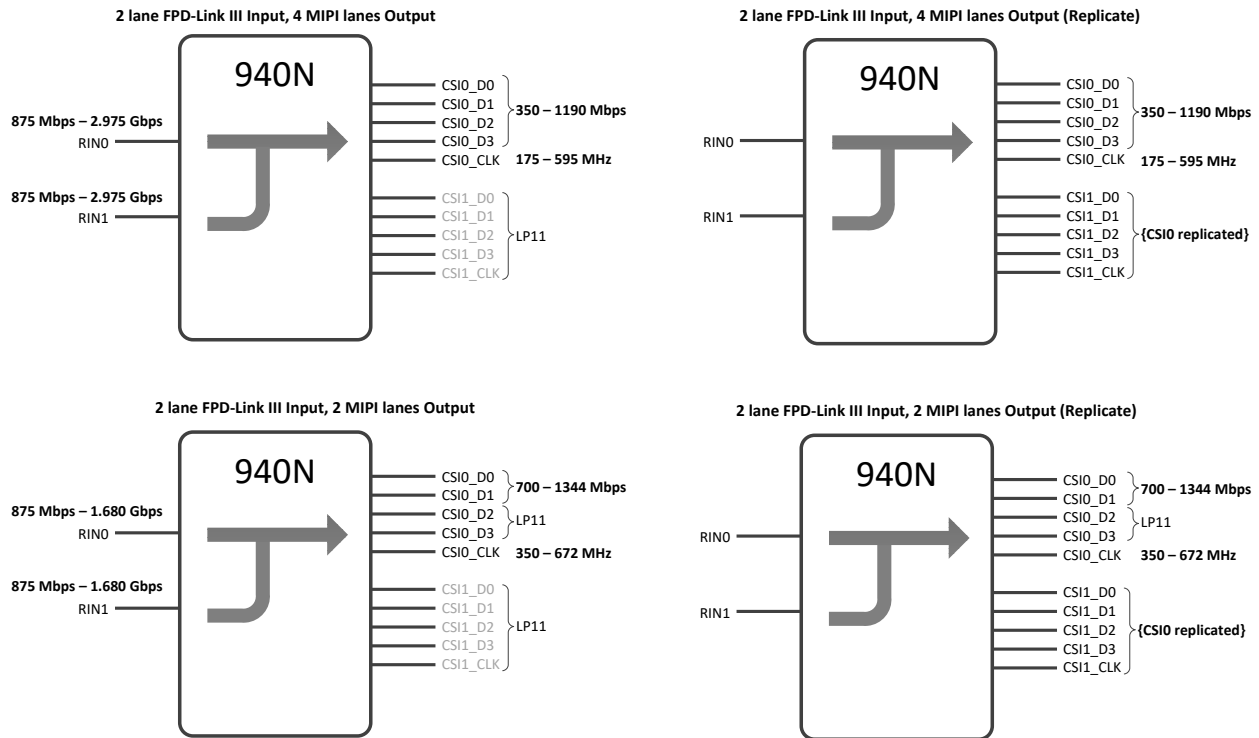 2 lane FPD-Link III Input, 4 MIPI lanes Output
940N
875 Mbps – 2.975 Gbps
RIN0
875 Mbps – 2.975 Gbps
RIN1
CSI0_D0
CSI0_D1
CSI0_D2
CSI0_D3
350 – 1190 Mbps
CSI0_CLK 175 – 595 MHz
CSI1_D0
CSI1_D1
CSI1_D2
CSI1_D3
CSI1_CLK
LP11
2 lane FPD-Link III Input, 4 MIPI lanes Output (Replicate)
940N
RIN0
RIN1
CSI0_D0
CSI0_D1
CSI0_D2
CSI0_D3
350 – 1190 Mbps
CSI0_CLK 175 – 595 MHz
CSI1_D0
CSI1_D1
CSI1_D2
CSI1_D3
CSI1_CLK
{CSI0 replicated}
2 lane FPD-Link III Input, 2 MIPI lanes Output
940N
875 Mbps – 1.680 Gbps
RIN0
875 Mbps – 1.680 Gbps
RIN1
CSI0_D0
CSI0_D1
700 – 1344 Mbps
CSI0_D2
CSI0_D3
LP11
CSI0_CLK 350 – 672 MHz
CSI1_D0
CSI1_D1
CSI1_D2
CSI1_D3
CSI1_CLK
LP11
2 lane FPD-Link III Input, 2 MIPI lanes Output (Replicate)
940N
RIN0
RIN1
CSI0_D0
CSI0_D1
700 – 1344 Mbps
CSI0_D2
CSI0_D3
LP11
CSI0_CLK 350 – 672 MHz
CSI1_D0
CSI1_D1
CSI1_D2
CSI1_D3
CSI1_CLK
{CSI0 replicated}